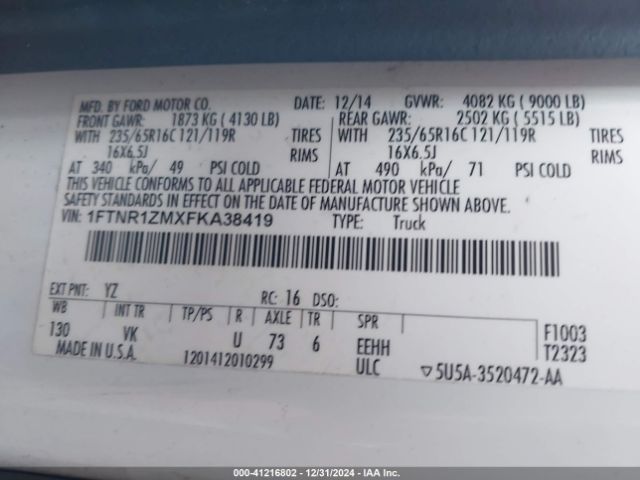 MFD. BY FORD MOTOR CO. DATE: 12/14 GVWR: 4082 KG ( 9000 LB)
FRONT GAWR: 1873 KG ( 4130 LB) REAR GAWR: 2502 KG ( 5515 LB)
WITH 235/65R16C 121/119R TIRES WITH 235/65R16C 121/119R TIRES
16X6.5J RIMS 16X6.5J RIMS
AT 340 kPa/ 49 PSI COLD AT 490 kPa/ 71 PSI COLD
THIS VEHICLE CONFORMS TO ALL APPLICABLE FEDERAL MOTOR VEHICLE
SAFETY STANDARDS IN EFFECT ON THE DATE OF MANUFACTURE SHOWN ABOVE.
VIN: 1FTNR1ZMXFKA38419 TYPE: Truck
EXT PNT: YZ RC: 16 DSO:
WB INT TR TP/PS R AXLE TR SPR F1003
130 VK U 73 6 EEHH T2323
MADE IN U.S.A. 1201412010299 ULC ▽5U5A-3520472-AA
000-41216802 - 12/31/2024 - IAA Inc.